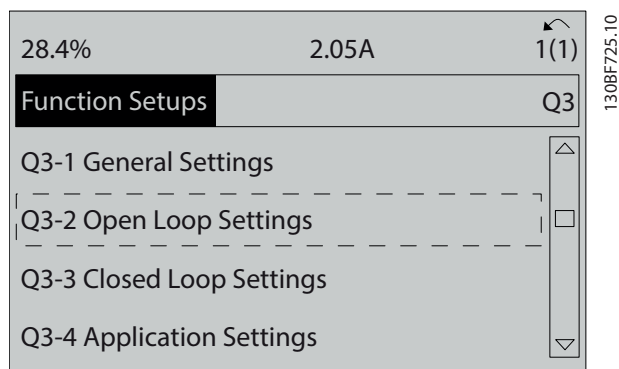 28.4% 2.05A 1(1)
Function Setups Q3
Q3-1 General Settings
Q3-2 Open Loop Settings
Q3-3 Closed Loop Settings
Q3-4 Application Settings
130BF725.10